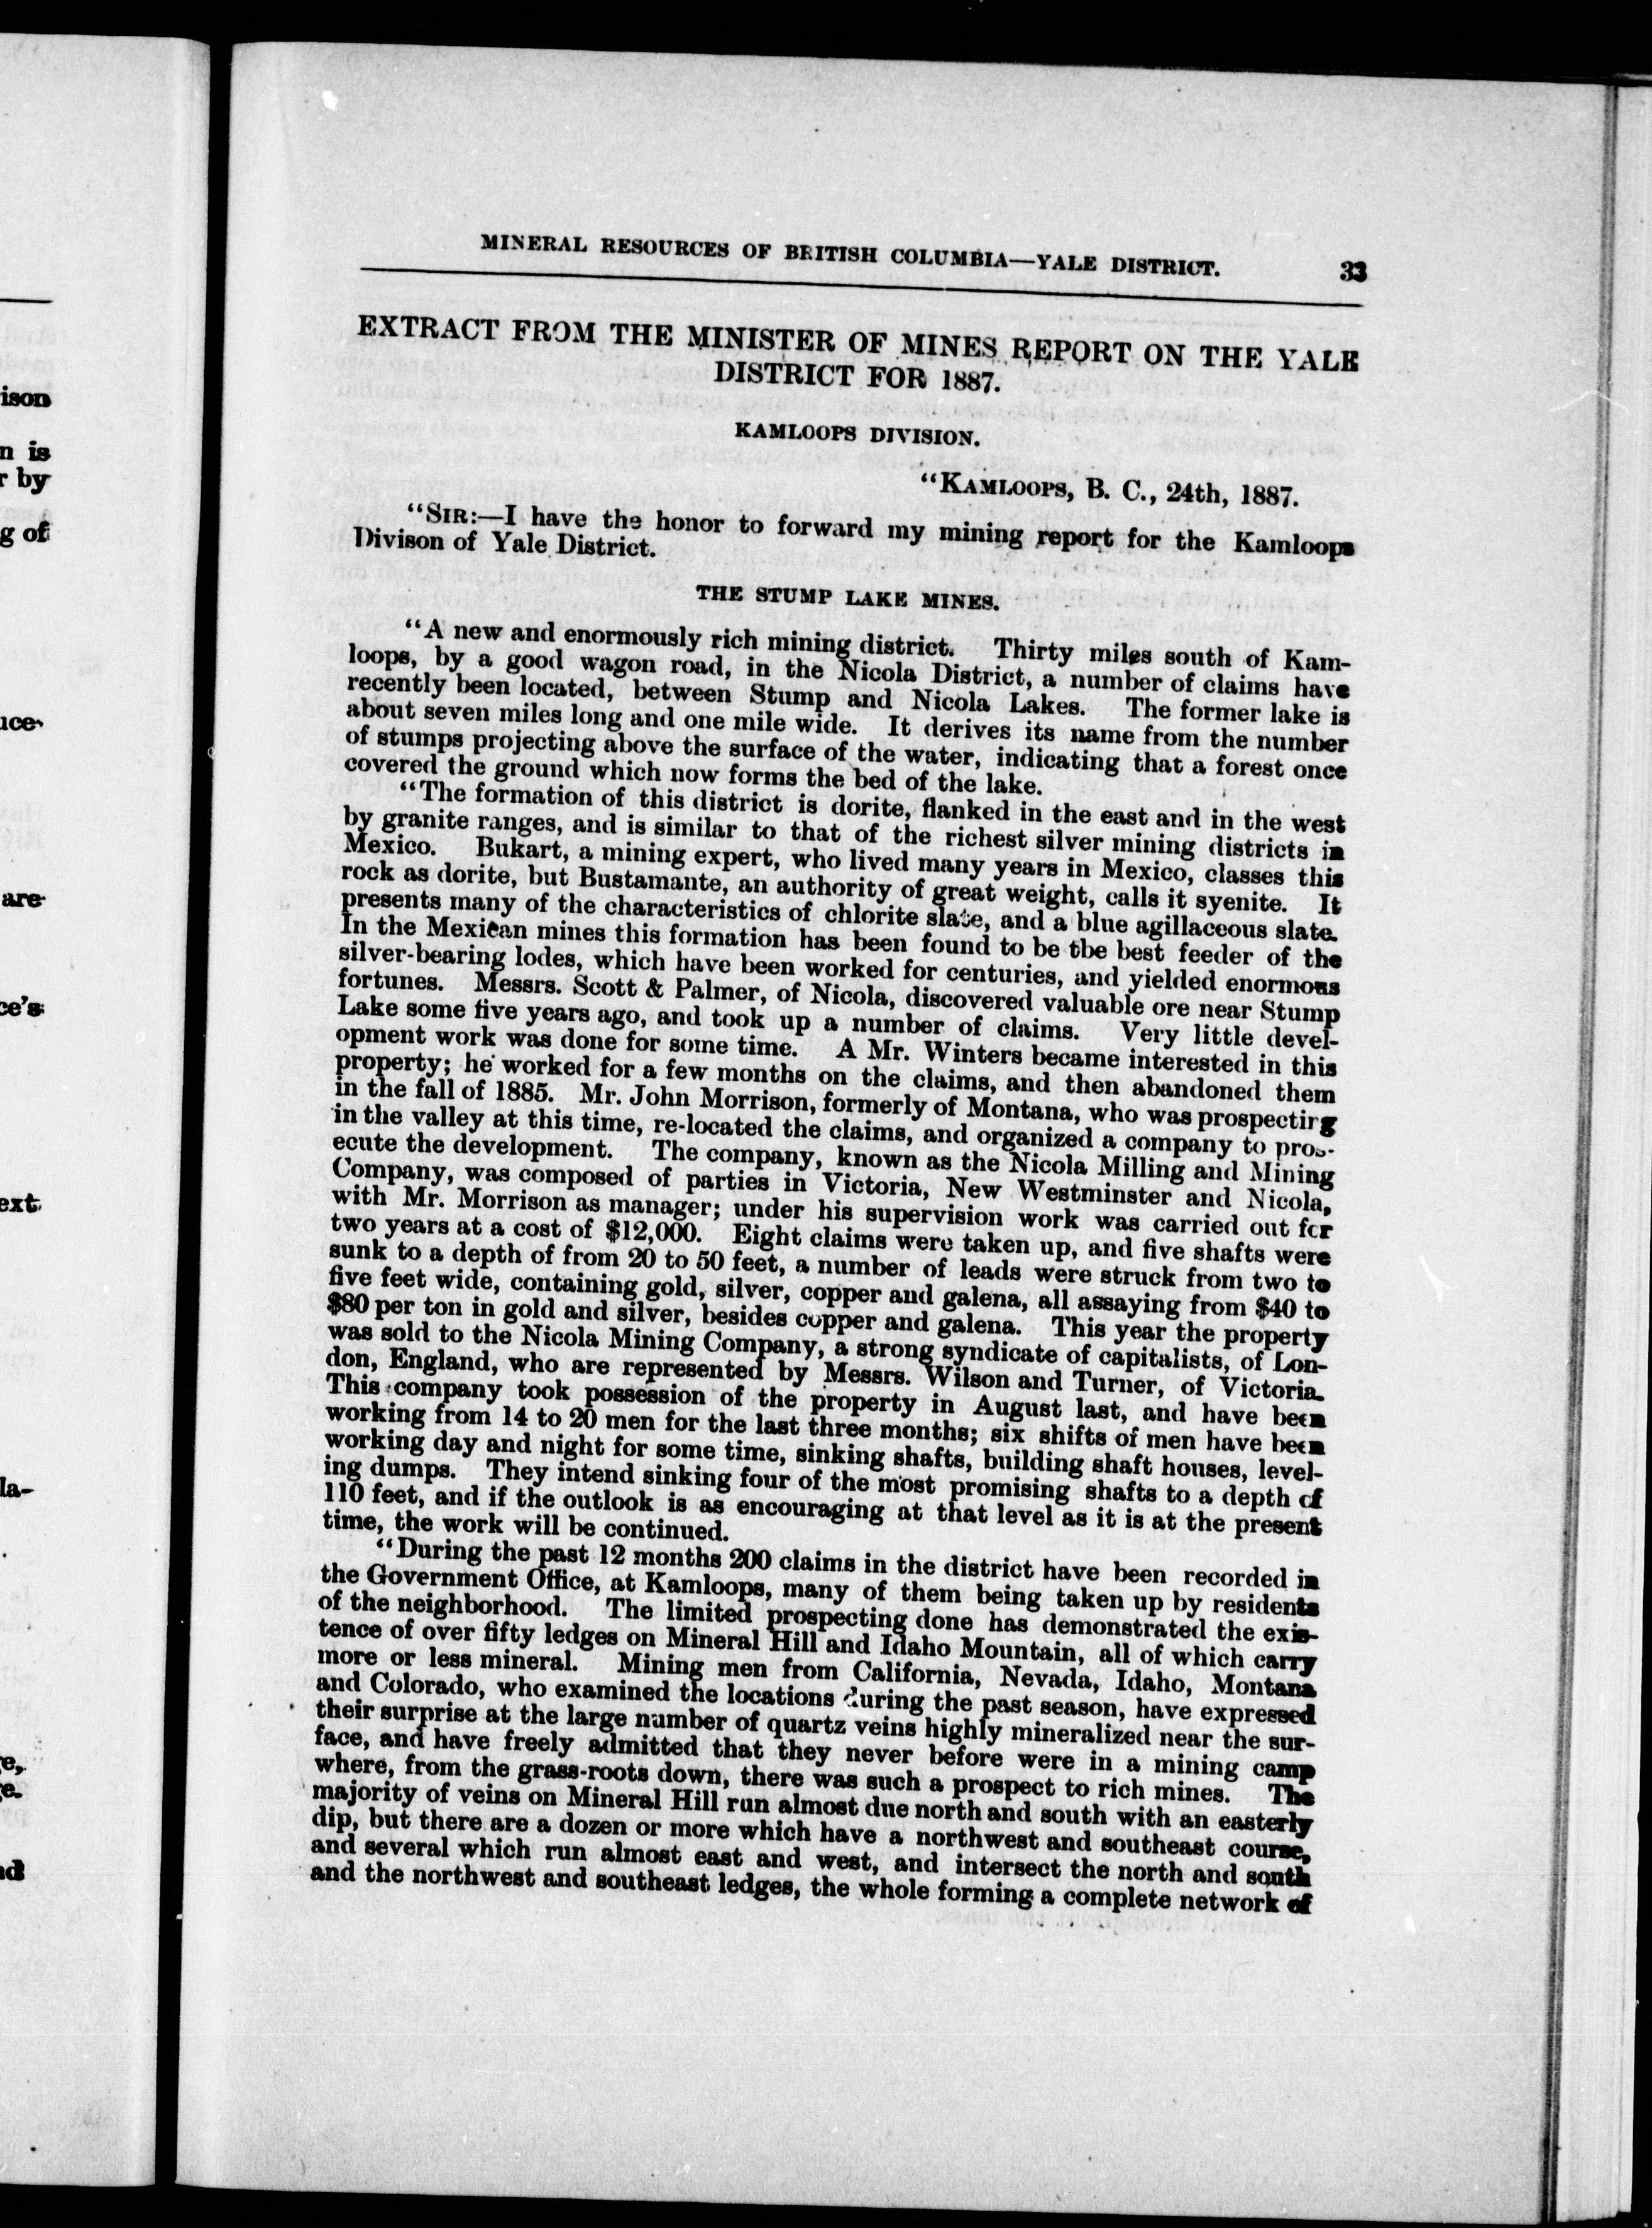 MINERAL RESOURCES OF BRITISH COLUMBIA—YALE DISTRICT. 33
EXTRACT FROM THE MINISTER OF MINES REPORT ON THE YALE
DISTRICT FOR 1887.
KAMLOOPS DIVISION.
"KAMLOOPS, B. C., 24th, 1887.
"SIR:—I have the honor to forward my mining report for the Kamloops
Divison of Yale District.
THE STUMP LAKE MINES.
"A new and enormously rich mining district. Thirty miles south of Kam-
loops, by a good wagon road, in the Nicola District, a number of claims have
recently been located, between Stump and Nicola Lakes. The former lake is
about seven miles long and one mile wide. It derives its name from the number
of stumps projecting above the surface of the water, indicating that a forest once
covered the ground which now forms the bed of the lake.
"The formation of this district is dorite, flanked in the east and in the west
by granite ranges, and is similar to that of the richest silver mining districts in
Mexico. Bukart, a mining expert, who lived many years in Mexico, classes this
rock as dorite, but Bustamante, an authority of great weight, calls it syenite. It
presents many of the characteristics of chlorite slate, and a blue agillaceous slate.
In the Mexican mines this formation has been found to be tbe best feeder of the
silver-bearing lodes, which have been worked for centuries, and yielded enormous
fortunes. Messrs. Scott & Palmer, of Nicola, discovered valuable ore near Stump
Lake some five years ago, and took up a number of claims. Very little devel-
opment work was done for some time. A Mr. Winters became interested in this
property; he worked for a few months on the claims, and then abandoned them
in the fall of 1885. Mr. John Morrison, formerly of Montana, who was prospecting
in the valley at this time, re-located the claims, and organized a company to pros-
ecute the development. The company, known as the Nicola Milling and Mining
Company, was composed of parties in Victoria, New Westminster and Nicola,
with Mr. Morrison as manager; under his supervision work was carried out for
two years at a cost of $12,000. Eight claims were taken up, and five shafts were
sunk to a depth of from 20 to 50 feet, a number of leads were struck from two to
five feet wide, containing gold, silver, copper and galena, all assaying from $40 to
$80 per ton in gold and silver, besides copper and galena. This year the property
was sold to the Nicola Mining Company, a strong syndicate of capitalists, of Lon-
don, England, who are represented by Messrs. Wilson and Turner, of Victoria.
This company took possession of the property in August last, and have been
working from 14 to 20 men for the last three months; six shifts of men have been
working day and night for some time, sinking shafts, building shaft houses, level-
ing dumps. They intend sinking four of the most promising shafts to a depth of
110 feet, and if the outlook is as encouraging at that level as it is at the present
time, the work will be continued.
"During the past 12 months 200 claims in the district have been recorded in
the Government Office, at Kamloops, many of them being taken up by residents
of the neighborhood. The limited prospecting done has demonstrated the exis-
tence of over fifty ledges on Mineral Hill and Idaho Mountain, all of which carry
more or less mineral. Mining men from California, Nevada, Idaho, Montana
and Colorado, who examined the locations during the past season, have expressed
their surprise at the large number of quartz veins highly mineralized near the sur-
face, and have freely admitted that they never before were in a mining camp
where, from the grass-roots down, there was such a prospect to rich mines. The
majority of veins on Mineral Hill run almost due north and south with an easterly
dip, but there are a dozen or more which have a northwest and southeast course,
and several which run almost east and west, and intersect the north and south
and the northwest and southeast ledges, the whole forming a complete network of